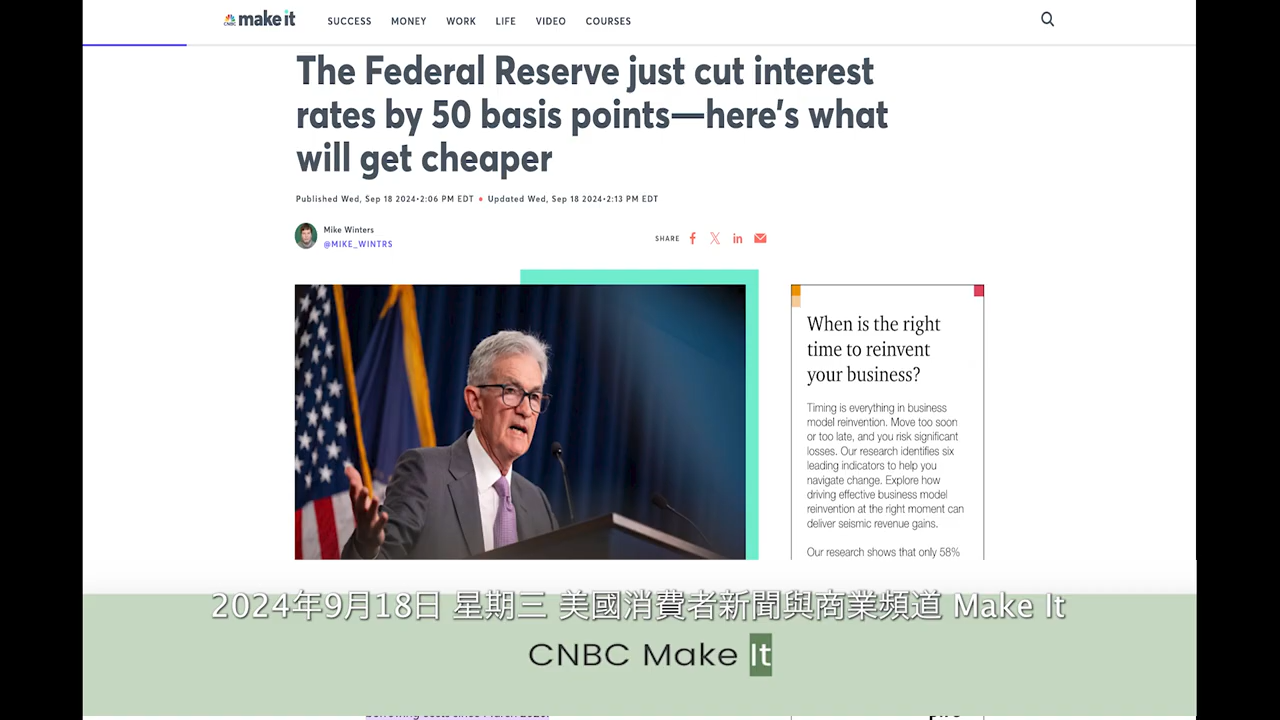 CNBC make it
SUCCESS MONEY WORK LIFE VIDEO COURSES
The Federal Reserve just cut interest
rates by 50 basis points—here's what
will get cheaper
Published Wed, Sep 18 2024•2:06 PM EDT • Updated Wed, Sep 18 2024•2:13 PM EDT
Mike Winters
@MIKE_WINTRS
SHARE
When is the right
time to reinvent
your business?
Timing is everything in business
model reinvention. Move too soon
or too late, and you risk significant
losses. Our research identifies six
leading indicators to help you
navigate change. Explore how
driving effective business model
reinvention at the right moment can
deliver seismic revenue gains.
Our research shows that only 58%
2024年9月18日 星期三 美國消費者新聞與商業頻道 Make It
CNBC Make It